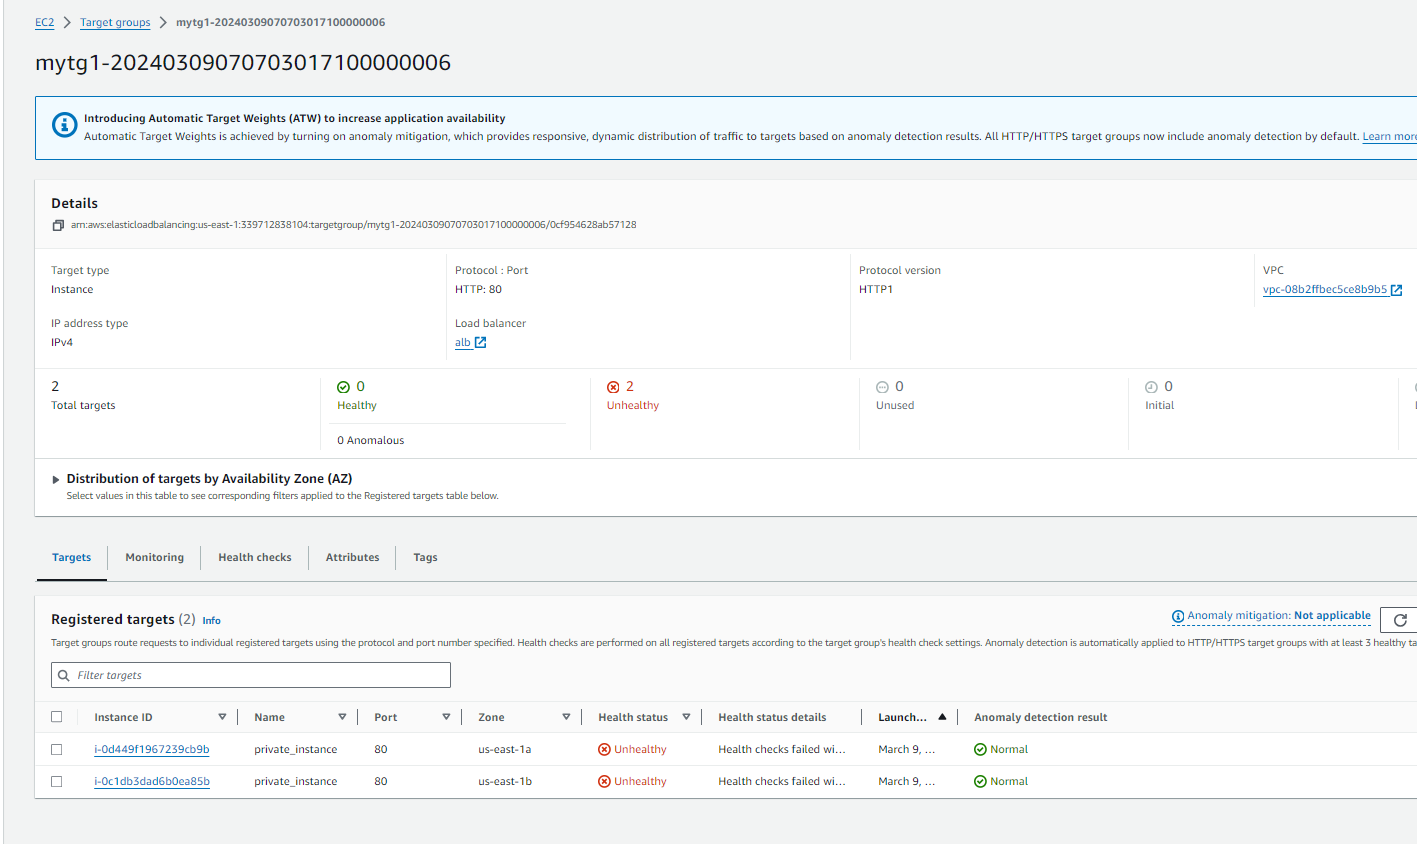 EC2 > Target groups > mytg1-20240309070703017100000006
mytg1-20240309070703017100000006
Introducing Automatic Target Weights (ATW) to increase application availability
Automatic Target Weights is achieved by turning on anomaly mitigation, which provides responsive, dynamic distribution of traffic to targets based on anomaly detection results. All HTTP/HTTPS target groups now include anomaly detection by default. Learn more
Details
arn:aws:elasticloadbalancing:us-east-1:339712838104:targetgroup/mytg1-20240309070703017100000006/0cf954628ab57128
Target type
Instance
Protocol : Port
HTTP: 80
Protocol version
HTTP1
VPC
vpc-08b2ffbec5ce8b9b5
IP address type
IPv4
Load balancer
alb
2
Total targets
0
Healthy
0 Anomalous
2
Unhealthy
0
Unused
0
Initial
Distribution of targets by Availability Zone (AZ)
Select values in this table to see corresponding filters applied to the Registered targets table below.
Targets Monitoring Health checks Attributes Tags
Registered targets (2) Info
Anomaly mitigation: Not applicable
Target groups route requests to individual registered targets using the protocol and port number specified. Health checks are performed on all registered targets according to the target group's health check settings. Anomaly detection is automatically applied to HTTP/HTTPS target groups with at least 3 healthy ta
Filter targets
Instance ID Name Port Zone Health status Health status details Launch... Anomaly detection result
i-0d449f1967239cb9b private_instance 80 us-east-1a Unhealthy Health checks failed wi... March 9, ... Normal
i-0c1db3dad6b0ea85b private_instance 80 us-east-1b Unhealthy Health checks failed wi... March 9, ... Normal